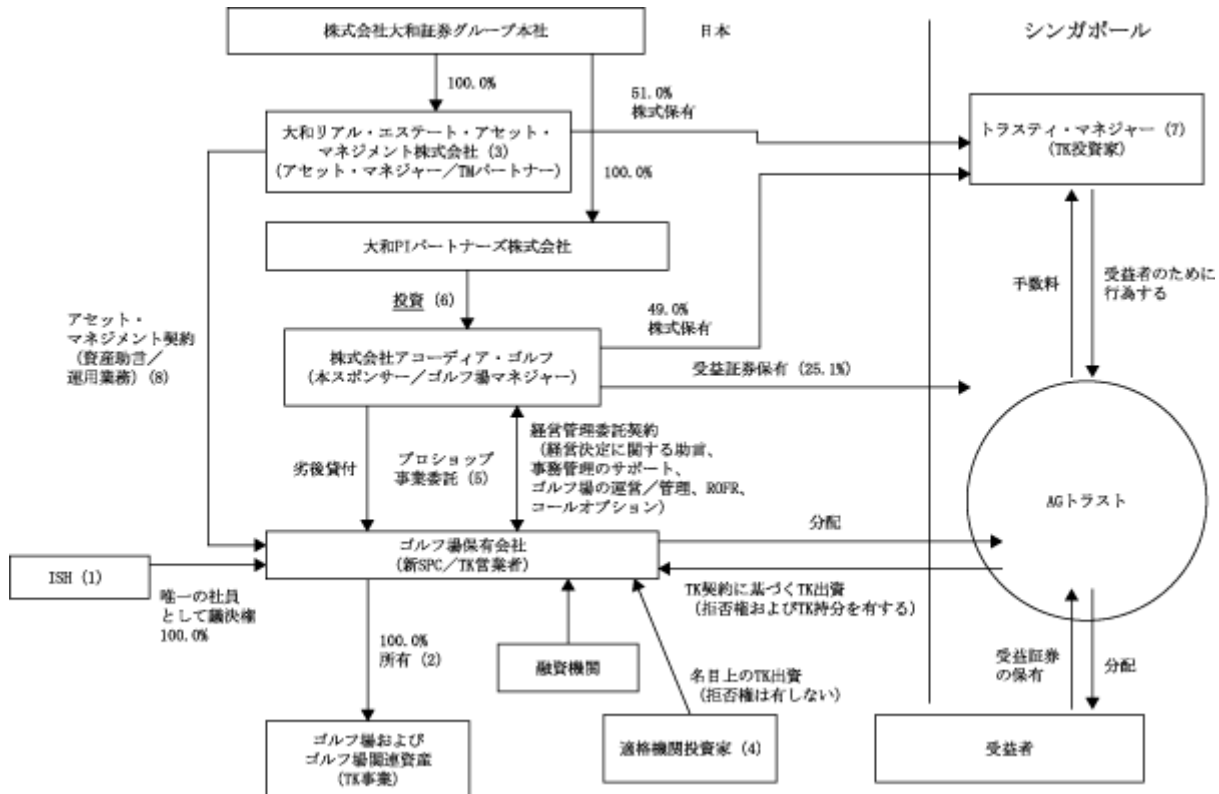 株式会社大和証券グループ本社
日本
シンガポール
100.0%
51.0%
株式保有
大和リアル・エステート・アセット・
マネジメント株式会社 (3)
(アセット・マネジャー/TMパートナー)
トラスティ・マネジャー (7)
(TK投資家)
100.0%
大和PIパートナーズ株式会社
投資 (6)
手数料
受益者のために
行為する
アセット・
マネジメント契約
(資産助言/
運用業務) (8)
49.0%
株式保有
株式会社アコーディア・ゴルフ
(本スポンサー/ゴルフ場マネジャー)
受益証券保有 (25.1%)
劣後貸付
プロショップ
事業委託 (5)
経営管理委託契約
(経営決定に関する助言、
事務管理のサポート、
ゴルフ場の運営/管理、ROFR、
コールオプション)
AGトラスト
分配
ゴルフ場保有会社
(新SPC/TK営業者)
ISH (1)
唯一の社員
として議決権
100.0%
TK契約に基づくTK出資
(拒否権およびTK持分を有する)
100.0%
所有 (2)
融資機関
名目上のTK出資
(拒否権は有しない)
受益証券
の保有
分配
ゴルフ場および
ゴルフ場関連資産
(TK事業)
適格機関投資家 (4)
受益者